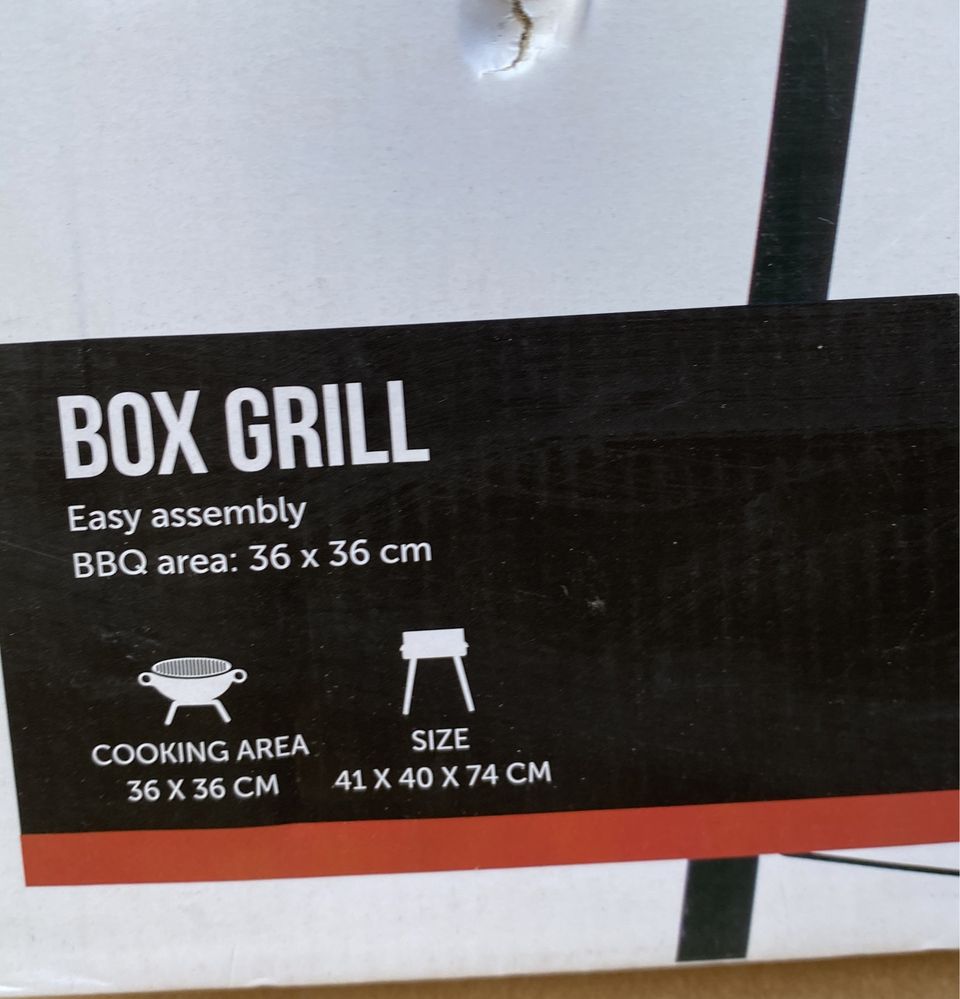 BOX GRILL
Easy assembly
BBQ area: 36 x 36 cm
COOKING AREA
36 X 36 CM
SIZE
41 X 40 X 74 CM